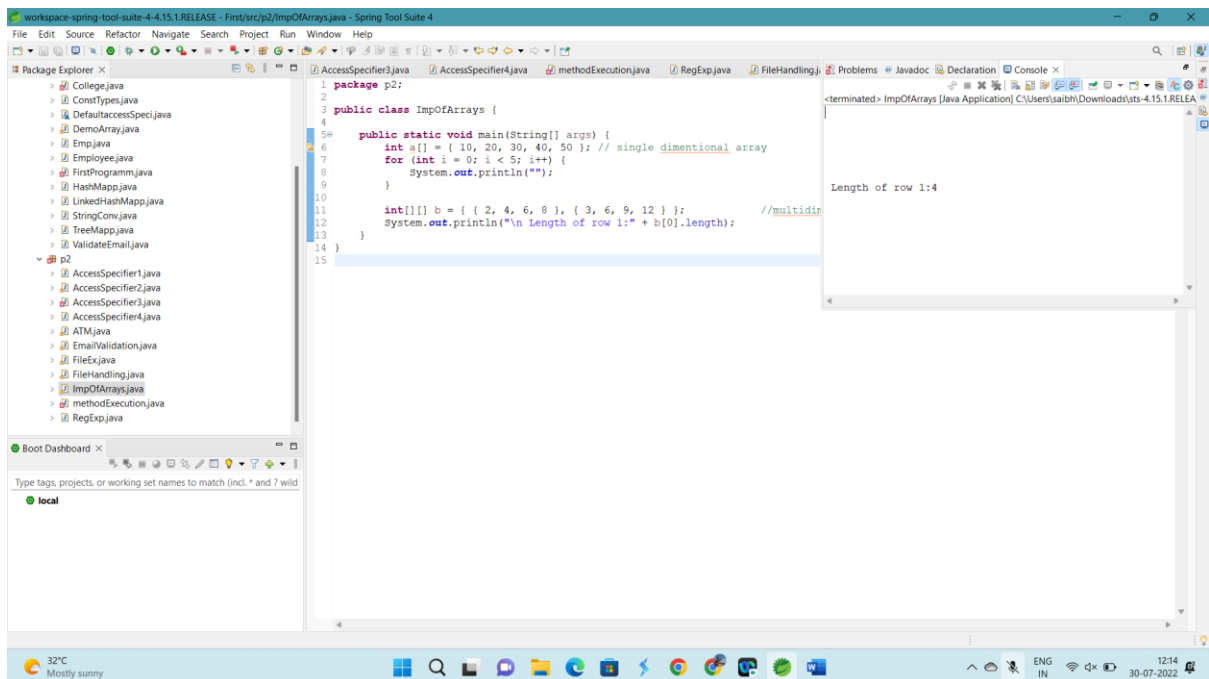 workspace-spring-tool-suite-4-4.15.1.RELEASE - First/src/p2/ImpOfArrays.java - Spring Tool Suite 4
File Edit Source Refactor Navigate Search Project Run Window Help
Package Explorer
College.java
ConstTypes.java
DefaultaccessSpeci.java
DemoArray.java
Emp.java
Employee.java
FirstProgramm.java
HashMapp.java
LinkedHashMapp.java
StringConv.java
TreeMapp.java
ValidateEmail.java
p2
AccessSpecifier1.java
AccessSpecifier2.java
AccessSpecifier3.java
AccessSpecifier4.java
ATM.java
EmailValidation.java
FileEx.java
FileHandling.java
ImpOfArrays.java
methodExecution.java
RegExp.java
Boot Dashboard
Type tags, projects, or working set names to match (incl. * and ? wild
local
AccessSpecifier3.java AccessSpecifier4.java methodExecution.java RegExp.java FileHandling.j
1 package p2;
2
3 public class ImpOfArrays {
4
5 public static void main(String[] args) {
6 int a[] = { 10, 20, 30, 40, 50 }; // single dimentional array
7 for (int i = 0; i < 5; i++) {
8 System.out.println("");
9 }
10
11 int[][] b = { { 2, 4, 6, 8 }, { 3, 6, 9, 12 } }; //multidim
12 System.out.println("\n Length of row 1:" + b[0].length);
13 }
14 }
15
Problems Javadoc Declaration Console
<terminated> ImpOfArrays [Java Application] C:\Users\saibh\Downloads\sts-4.15.1.RELEA
Length of row 1:4
32°C
Mostly sunny
ENG
IN
12:14
30-07-2022